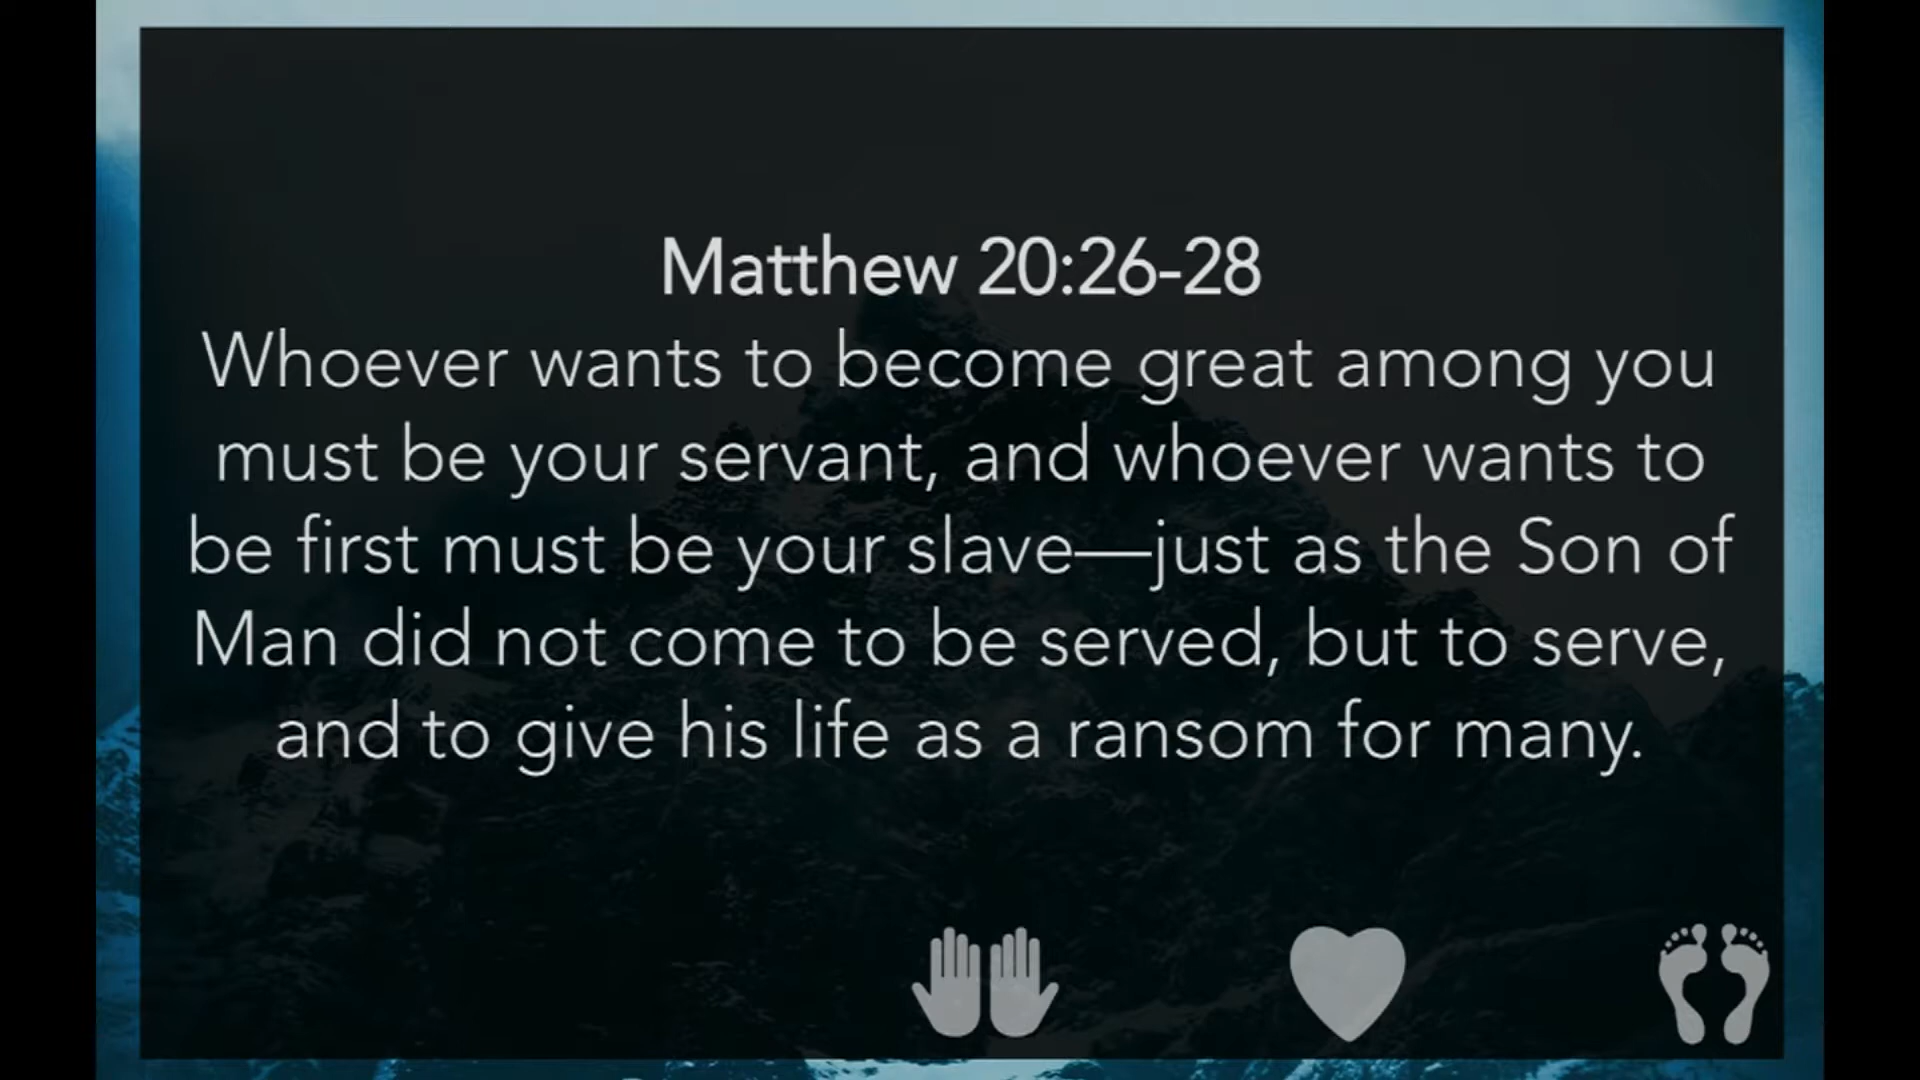 Matthew 20:26-28
Whoever wants to become great among you
must be your servant, and whoever wants to
be first must be your slave—just as the Son of
Man did not come to be served, but to serve,
and to give his life as a ransom for many.